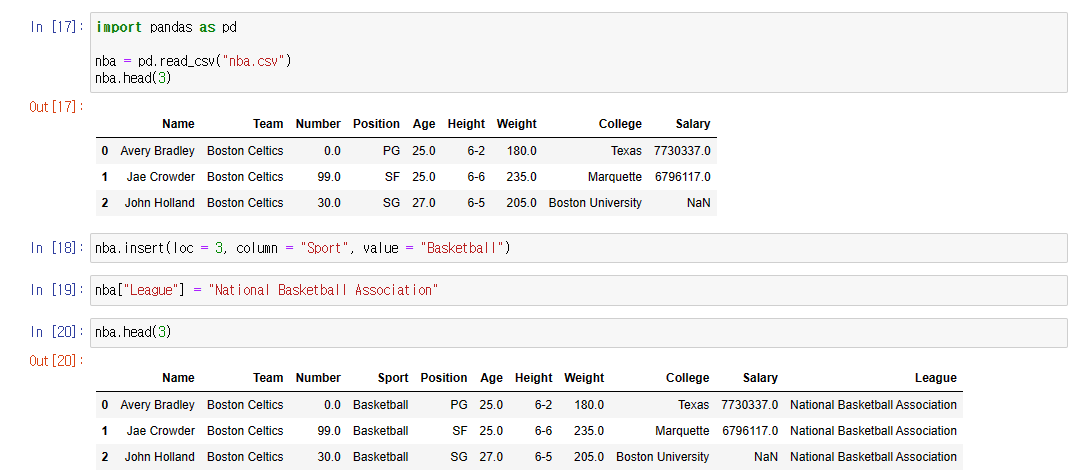 In [17]: import pandas as pd
nba = pd.read_csv("nba.csv")
nba.head(3)
Out[17]:
Name Team Number Position Age Height Weight College Salary
0 Avery Bradley Boston Celtics 0.0 PG 25.0 6-2 180.0 Texas 7730337.0
1 Jae Crowder Boston Celtics 99.0 SF 25.0 6-6 235.0 Marquette 6796117.0
2 John Holland Boston Celtics 30.0 SG 27.0 6-5 205.0 Boston University NaN
In [18]: nba.insert(loc = 3, column = "Sport", value = "Basketball")
In [19]: nba["League"] = "National Basketball Association"
In [20]: nba.head(3)
Out[20]:
Name Team Number Sport Position Age Height Weight College Salary League
0 Avery Bradley Boston Celtics 0.0 Basketball PG 25.0 6-2 180.0 Texas 7730337.0 National Basketball Association
1 Jae Crowder Boston Celtics 99.0 Basketball SF 25.0 6-6 235.0 Marquette 6796117.0 National Basketball Association
2 John Holland Boston Celtics 30.0 Basketball SG 27.0 6-5 205.0 Boston University NaN National Basketball Association